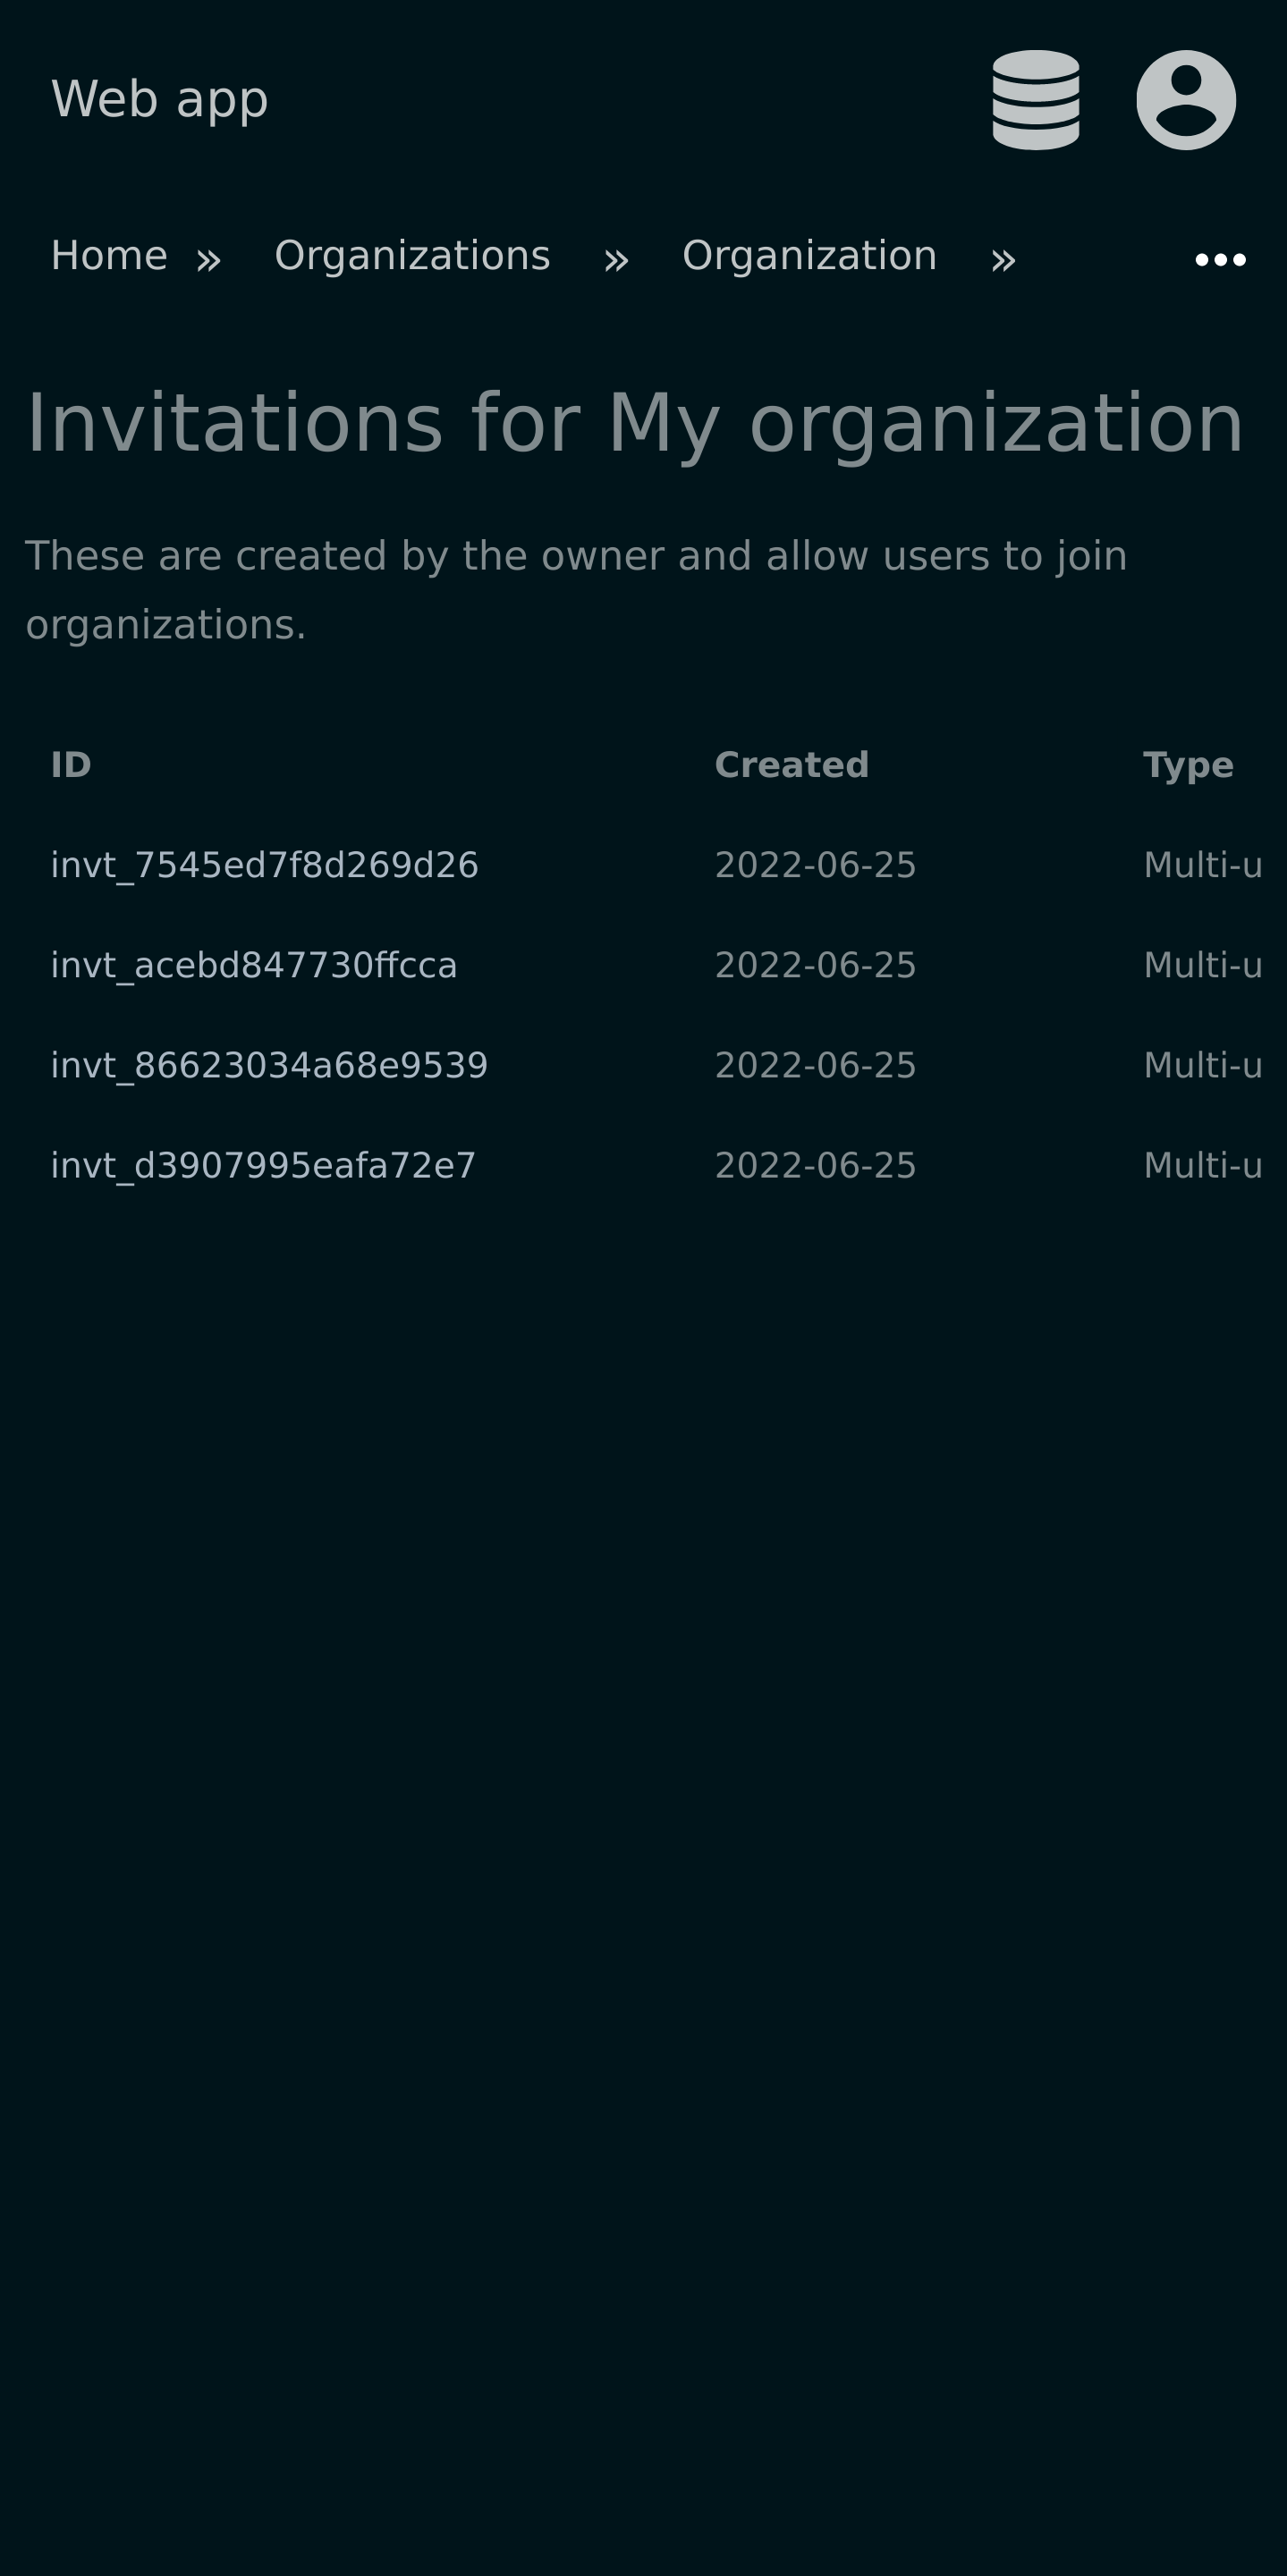 Web app
Home » Organizations » Organization »
Invitations for My organization
These are created by the owner and allow users to join
organizations.
ID Created Type
invt_7545ed7f8d269d26 2022-06-25 Multi-u
invt_acebd847730ffcca 2022-06-25 Multi-u
invt_86623034a68e9539 2022-06-25 Multi-u
invt_d3907995eafa72e7 2022-06-25 Multi-u